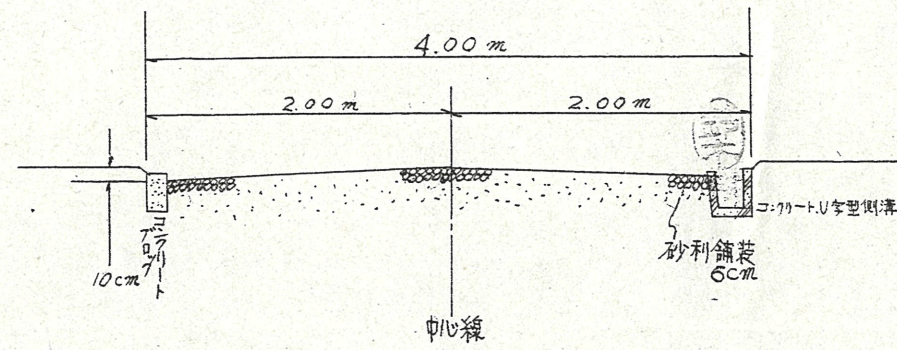 4.00 m
2.00 m
2.00 m
コンクリートU字型側溝
コンクリート
ブロック
砂利舗装
5cm
10cm
中心線